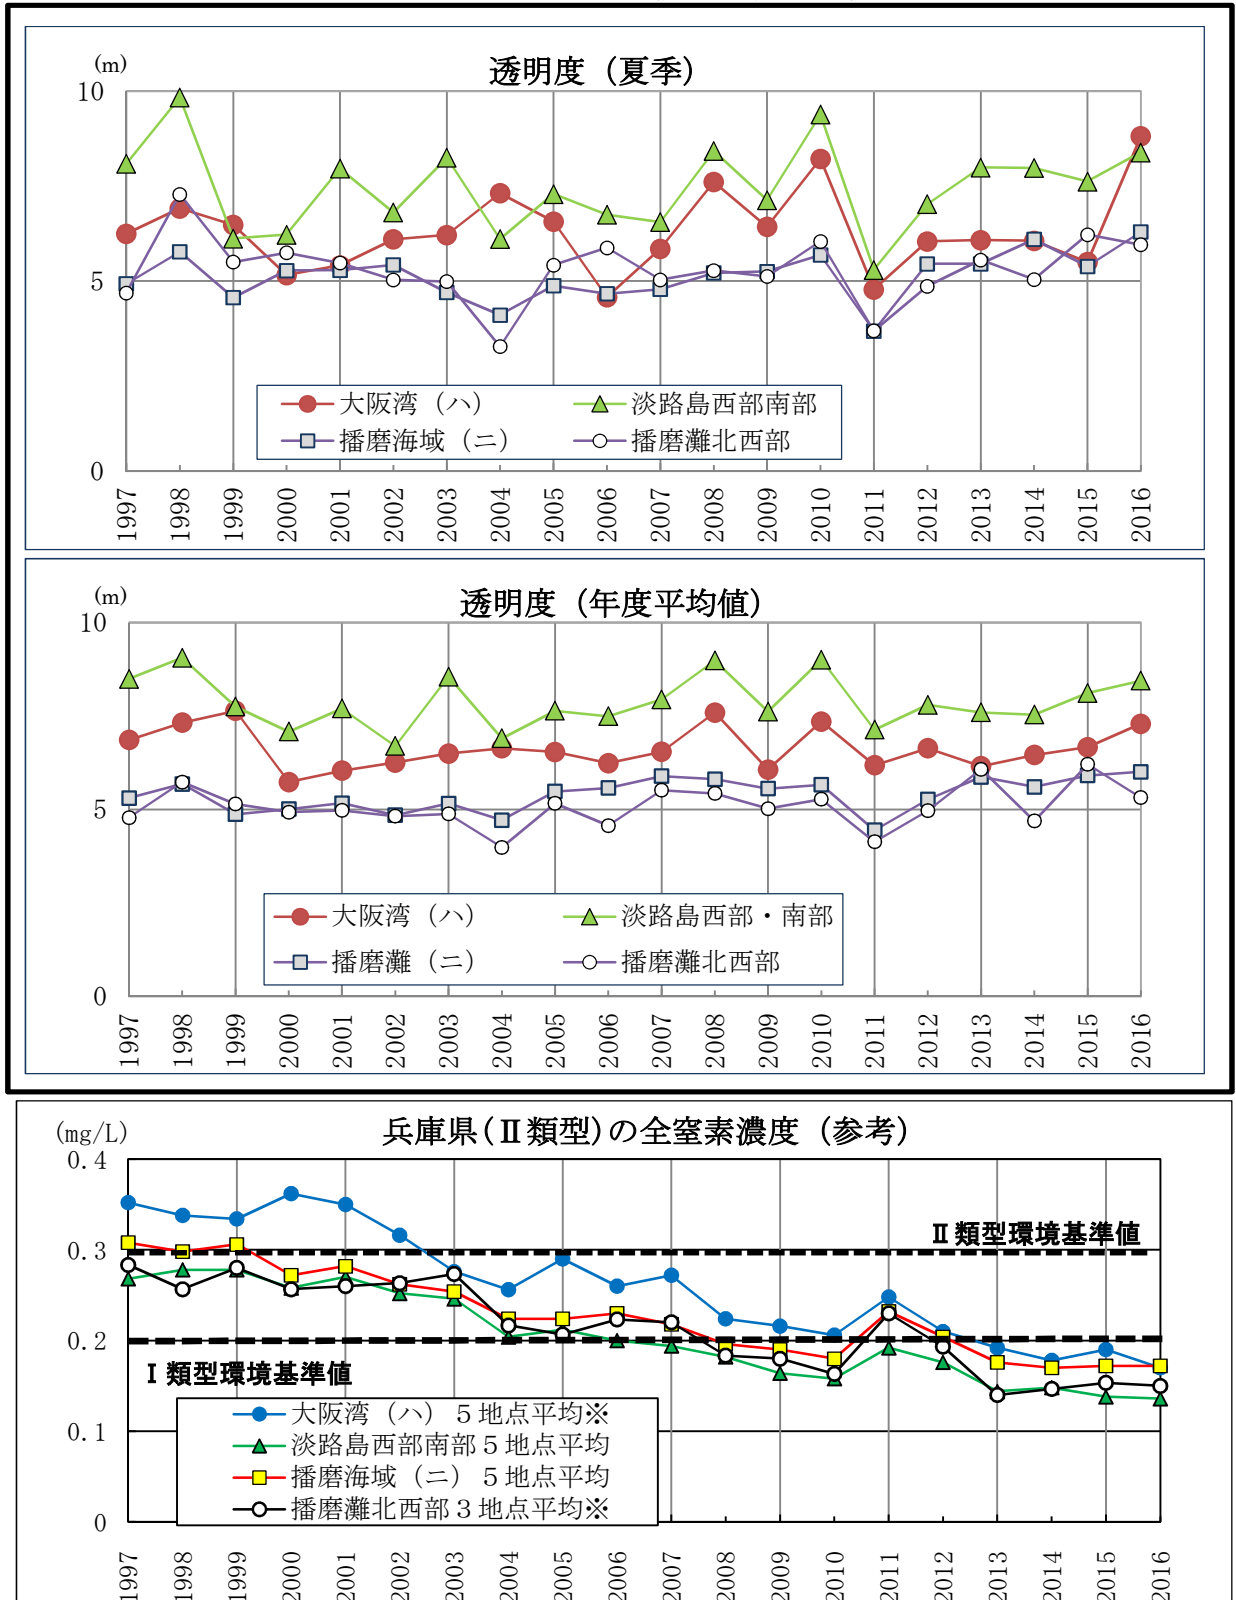 (m)
透明度（夏季）
10
5
0
大阪湾（ハ）
淡路島西部南部
播磨海域（ニ）
播磨灘北西部
1997 1998 1999 2000 2001 2002 2003 2004 2005 2006 2007 2008 2009 2010 2011 2012 2013 2014 2015 2016
(m)
透明度（年度平均値）
10
5
0
大阪湾（ハ）
淡路島西部・南部
播磨灘（ニ）
播磨灘北西部
1997 1998 1999 2000 2001 2002 2003 2004 2005 2006 2007 2008 2009 2010 2011 2012 2013 2014 2015 2016
(mg/L)
兵庫県(Ⅱ類型)の全窒素濃度（参考）
0.4
Ⅱ類型環境基準値
0.3
0.2
Ⅰ類型環境基準値
0.1
0
大阪湾（ハ）５地点平均※
淡路島西部南部５地点平均
播磨海域（ニ）５地点平均
播磨灘北西部３地点平均※
1997 1998 1999 2000 2001 2002 2003 2004 2005 2006 2007 2008 2009 2010 2011 2012 2013 2014 2015 2016